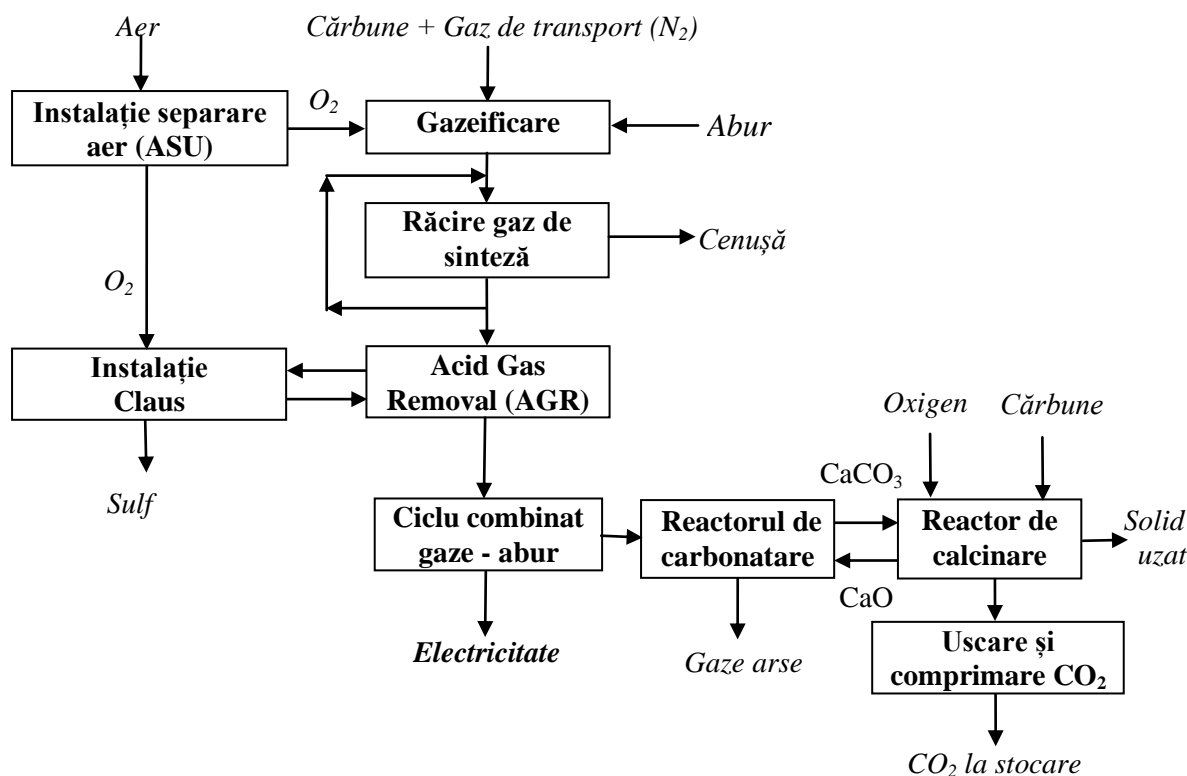 Aer
Cărbune + Gaz de transport (N₂)
Instalație separare
aer (ASU)
O₂
Gazeificare
Abur
Răcire gaz de
sinteză
Cenușă
O₂
Instalație
Claus
Acid Gas
Removal (AGR)
Sulf
Oxigen
Cărbune
CaCO₃
Ciclu combinat
gaze - abur
Reactorul de
carbonatare
Reactor de
calcinare
Solid
uzat
CaO
Electricitate
Gaze arse
Uscare și
comprimare CO₂
CO₂ la stocare